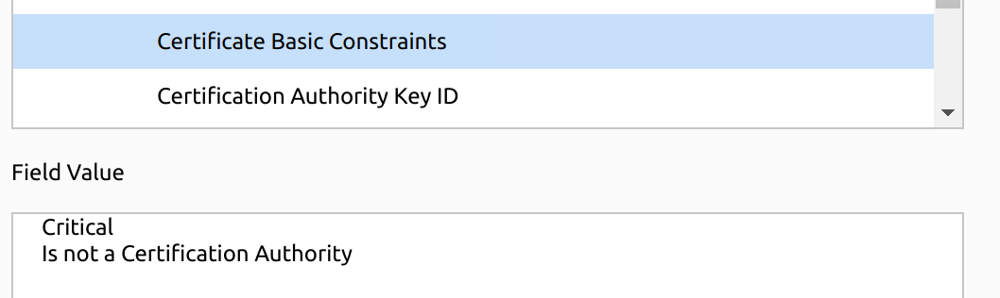 Certificate Basic Constraints
Certification Authority Key ID
Field Value
Critical
Is not a Certification Authority